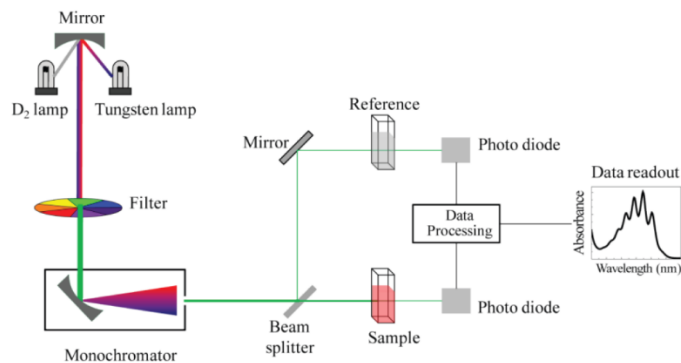 Mirror
D₂ lamp
Tungsten lamp
Filter
Monochromator
Beam
splitter
Mirror
Reference
Sample
Photo diode
Data
Processing
Photo diode
Data readout
Absorbance
Wavelength (nm)